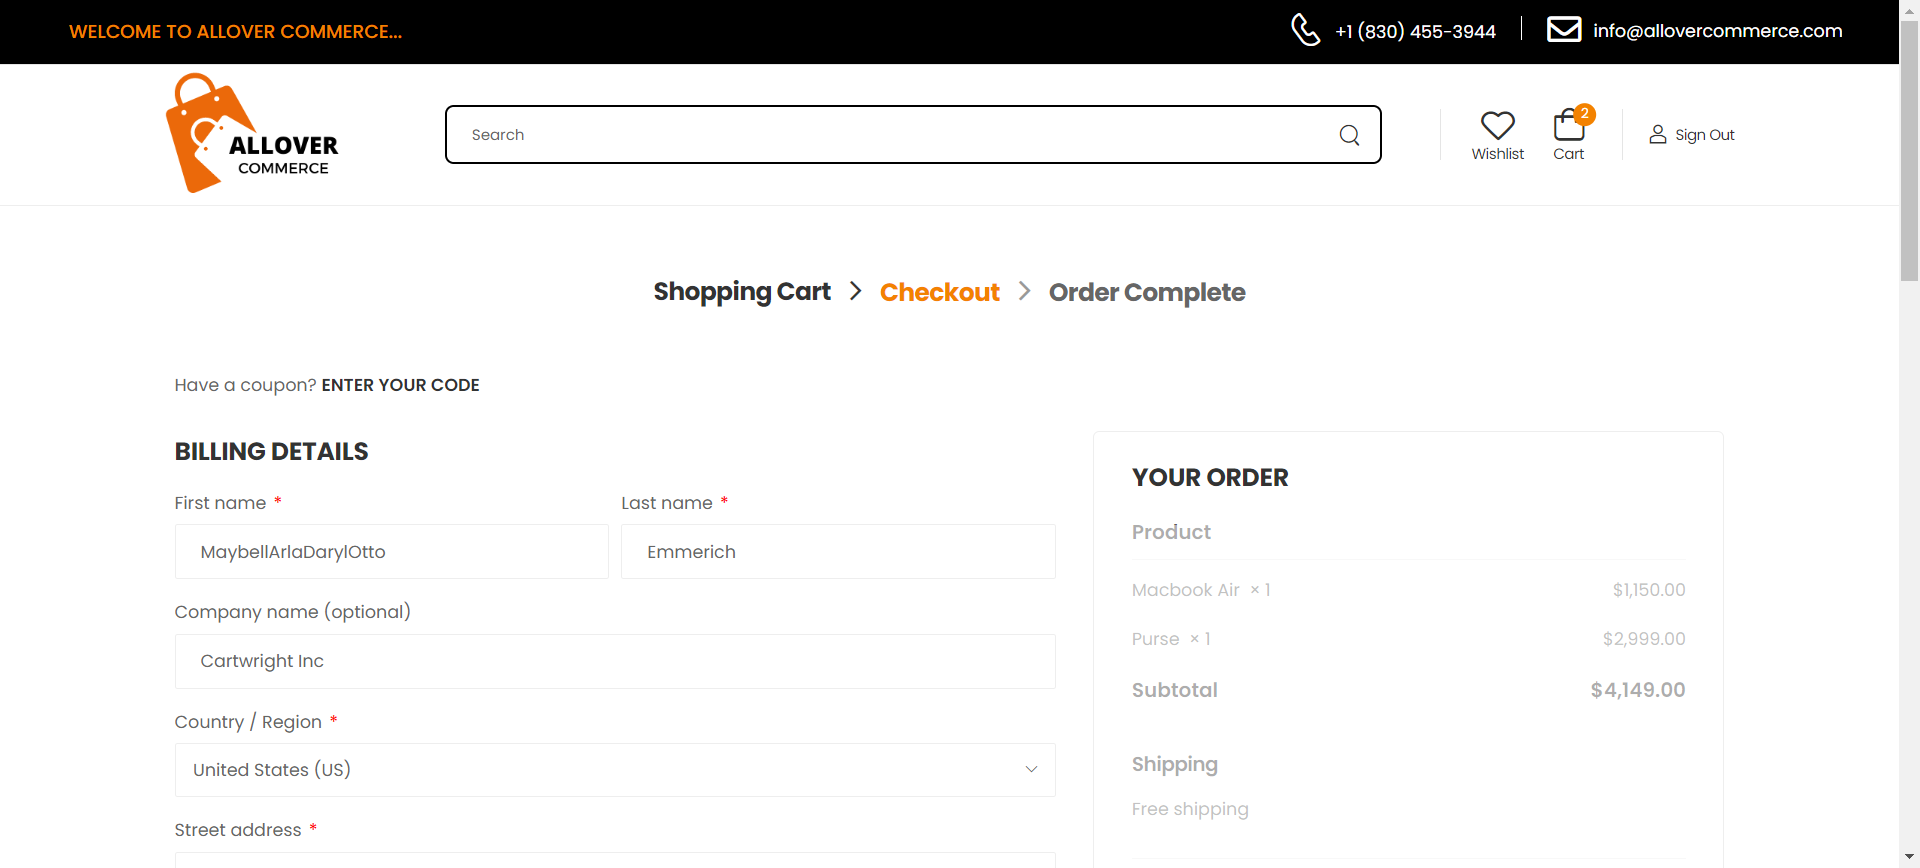 WELCOME TO ALLOVER COMMERCE...
+1 (830) 455-3944
info@allovercommerce.com
ALLOVER
COMMERCE
Search
Wishlist
2
Cart
Sign Out
Shopping Cart > Checkout > Order Complete
Have a coupon? ENTER YOUR CODE
BILLING DETAILS
First name *
Last name *
MaybellArlaDarylOtto
Emmerich
Company name (optional)
Cartwright Inc
Country / Region *
United States (US)
Street address *
YOUR ORDER
Product
Macbook Air × 1 $1,150.00
Purse × 1 $2,999.00
Subtotal $4,149.00
Shipping
Free shipping